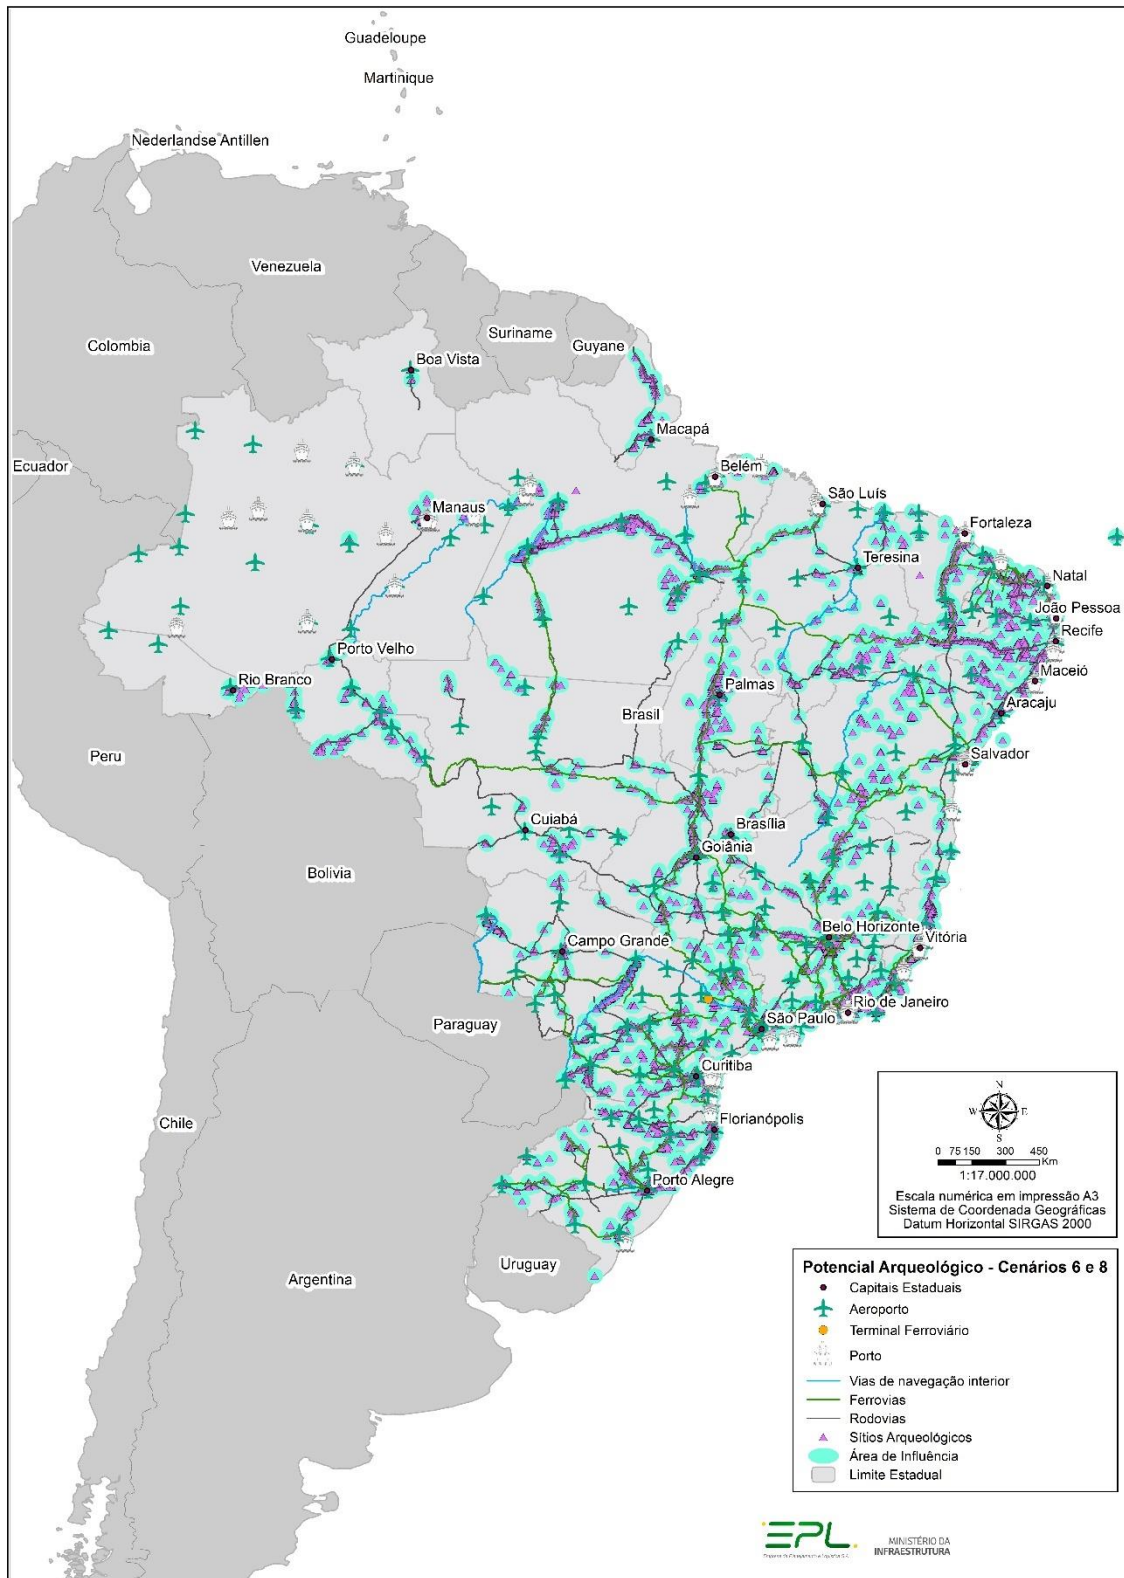 Guadeloupe
Martinique
Nederlandse Antillen
Venezuela
Suriname
Guyane
Colombia
Boa Vista
Macapá
Ecuador
Belém
São Luís
Manaus
Fortaleza
Teresina
Natal
João Pessoa
Recife
Porto Velho
Maceió
Rio Branco
Palmas
Aracaju
Brasil
Peru
Salvador
Cuiabá
Brasília
Goiânia
Bolivia
Belo Horizonte
Vitória
Campo Grande
Rio de Janeiro
São Paulo
Paraguay
Curitiba
Chile
Florianópolis
Porto Alegre
Uruguay
Argentina
N
W E
S
0 75 150 300 450
Km
1:17.000.000
Escala numérica em impressão A3
Sistema de Coordenada Geográficas
Datum Horizontal SIRGAS 2000
Potencial Arqueológico - Cenários 6 e 8
Capitais Estaduais
Aeroporto
Terminal Ferroviário
Porto
Vias de navegação interior
Ferrovias
Rodovias
Sítios Arqueológicos
Área de Influência
Limite Estadual
EPL
MINISTÉRIO DA
INFRAESTRUTURA